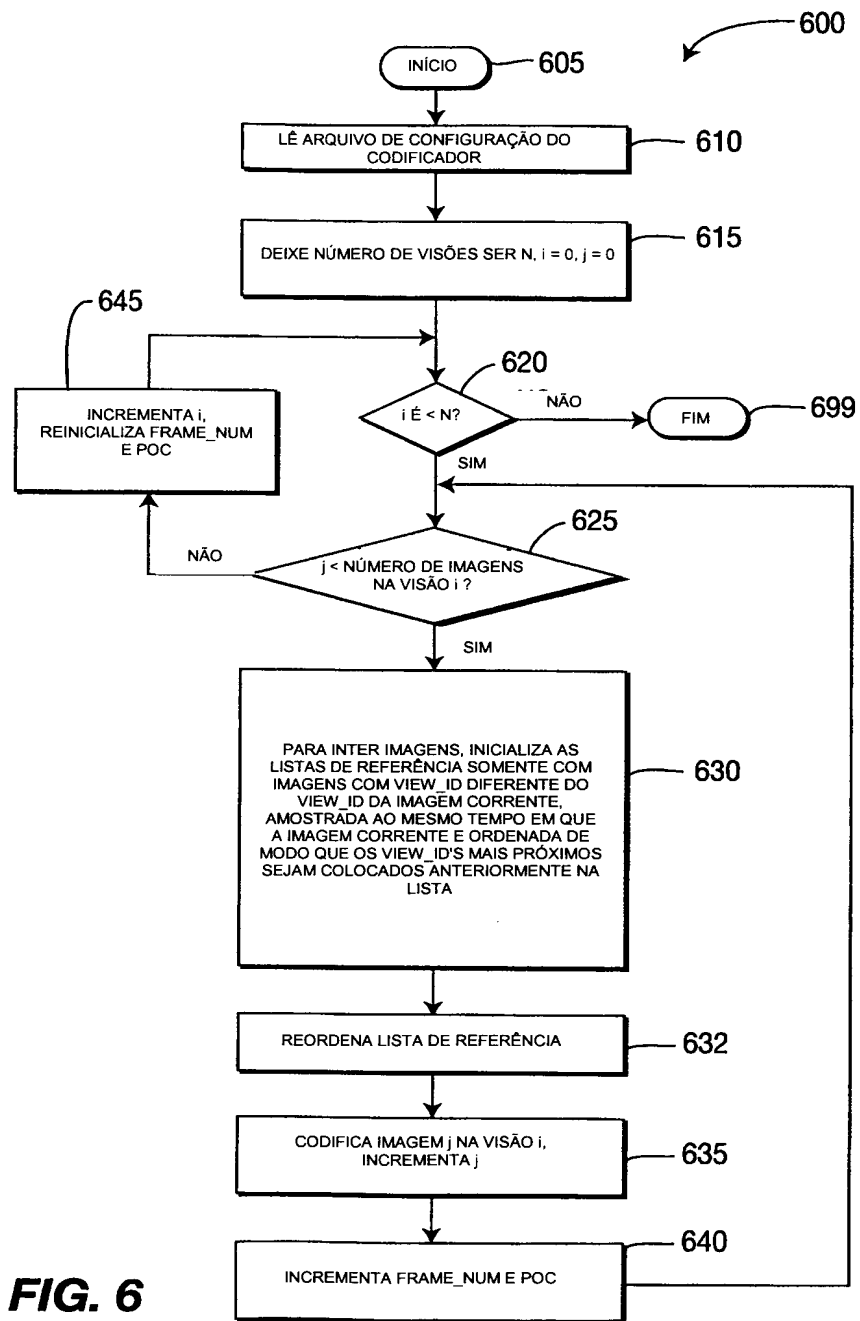 600
INÍCIO
605
LÊ ARQUIVO DE CONFIGURAÇÃO DO
CODIFICADOR
610
DEIXE NÚMERO DE VISÕES SER N, i = 0, j = 0
615
645
INCREMENTA i,
REINICIALIZA FRAME_NUM
E POC
620
i É < N?
NÃO
FIM
699
SIM
625
j < NÚMERO DE IMAGENS
NA VISÃO i ?
NÃO
SIM
PARA INTER IMAGENS, INICIALIZA AS
LISTAS DE REFERÊNCIA SOMENTE COM
IMAGENS COM VIEW_ID DIFERENTE DO
VIEW_ID DA IMAGEM CORRENTE,
AMOSTRADA AO MESMO TEMPO EM QUE
A IMAGEM CORRENTE E ORDENADA DE
MODO QUE OS VIEW_ID'S MAIS PRÓXIMOS
SEJAM COLOCADOS ANTERIORMENTE NA
LISTA
630
REORDENA LISTA DE REFERÊNCIA
632
CODIFICA IMAGEM j NA VISÃO i,
INCREMENTA j
635
INCREMENTA FRAME_NUM E POC
640
FIG. 6